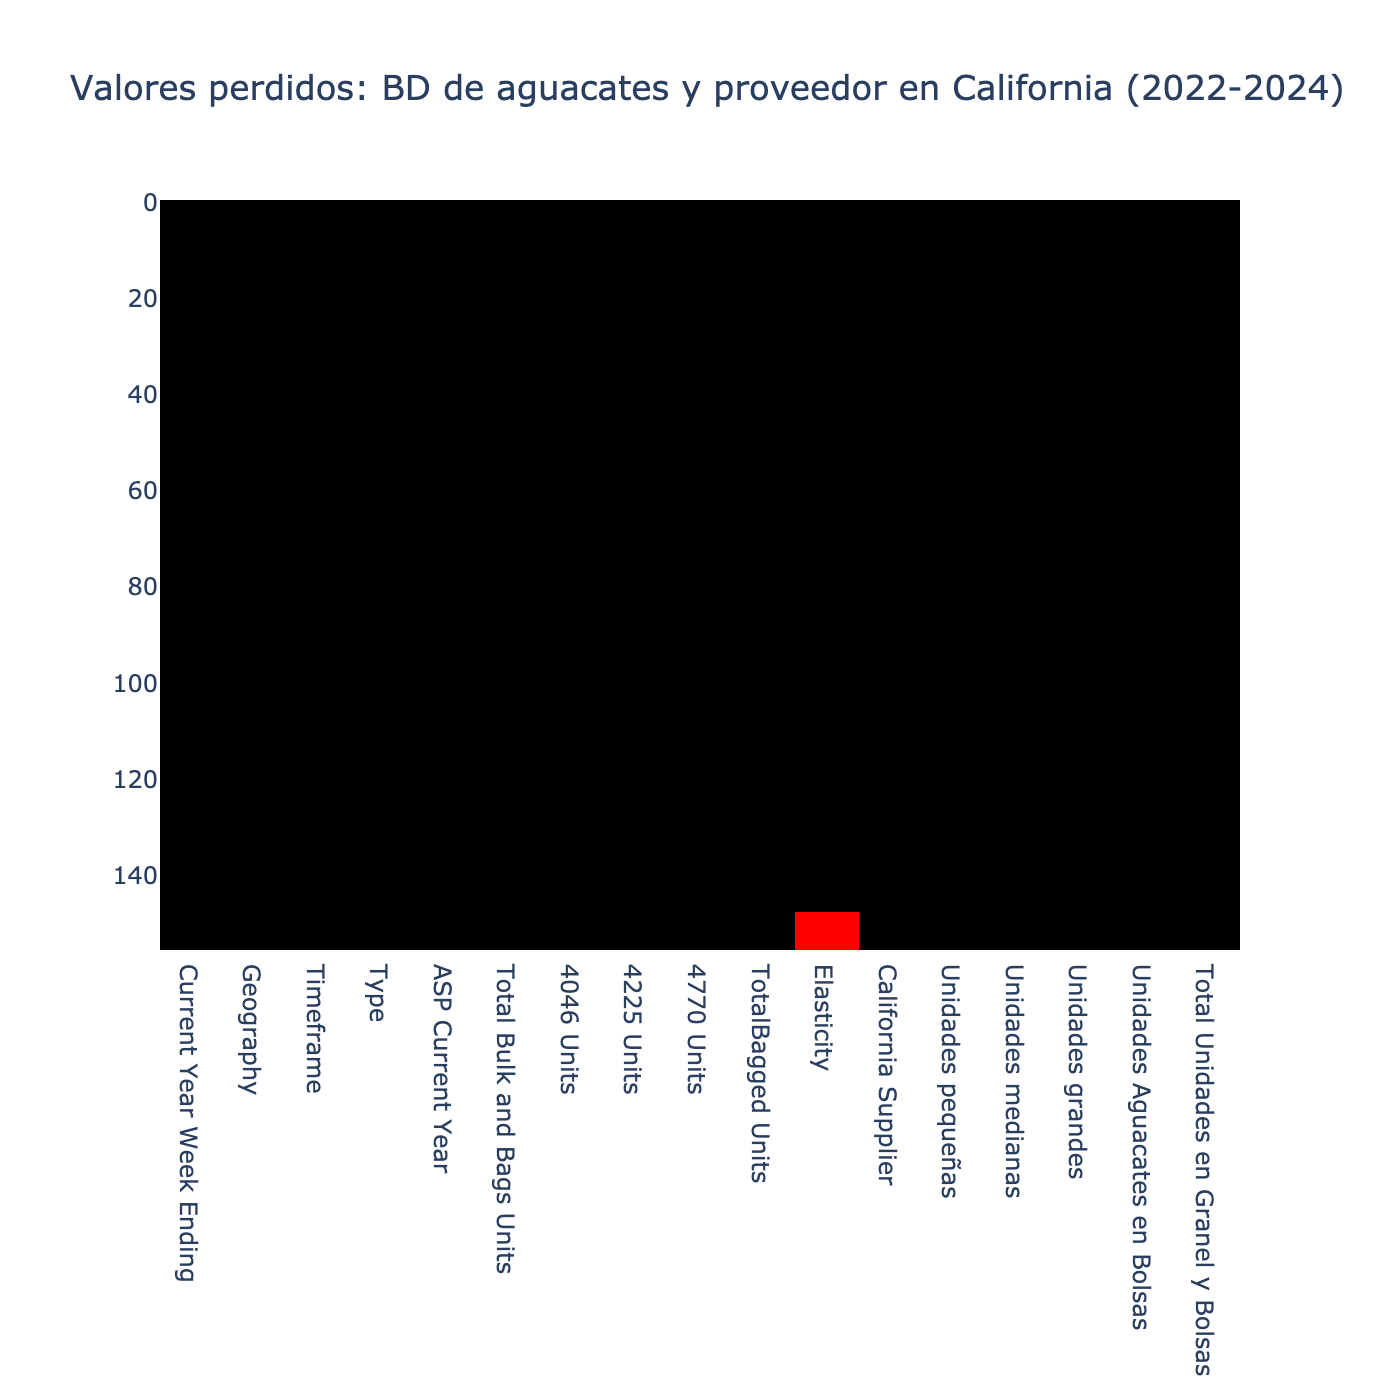 Valores perdidos: BD de aguacates y proveedor en California (2022-2024)
0
20
40
60
80
100
120
140
Current Year Week Ending
Geography
Timeframe
Type
ASP Current Year
Total Bulk and Bags Units
4046 Units
4225 Units
4770 Units
TotalBagged Units
Elasticity
California Supplier
Unidades pequeñas
Unidades medianas
Unidades grandes
Unidades Aguacates en Bolsas
Total Unidades en Granel y Bolsas